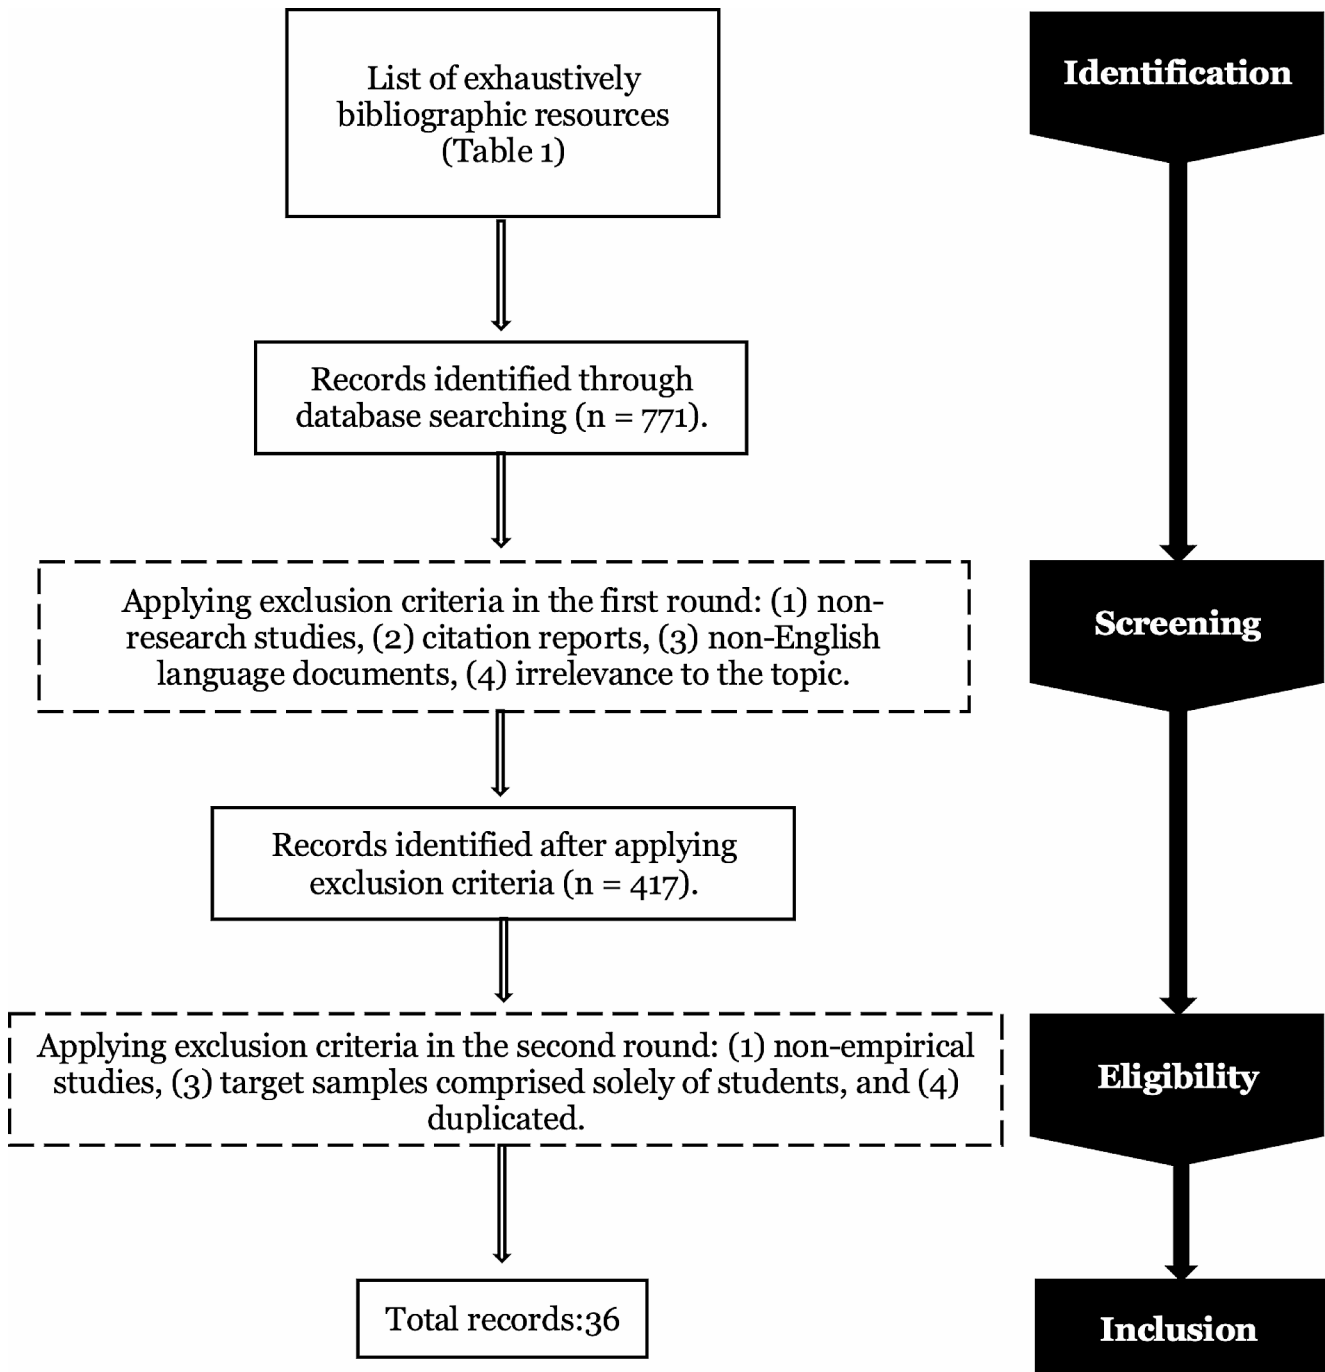 List of exhaustively
bibliographic resources
(Table 1)
Identification
Records identified through
database searching (n = 771).
Applying exclusion criteria in the first round: (1) non-
research studies, (2) citation reports, (3) non-English
language documents, (4) irrelevance to the topic.
Screening
Records identified after applying
exclusion criteria (n = 417).
Applying exclusion criteria in the second round: (1) non-empirical
studies, (3) target samples comprised solely of students, and (4)
duplicated.
Eligibility
Total records:36
Inclusion